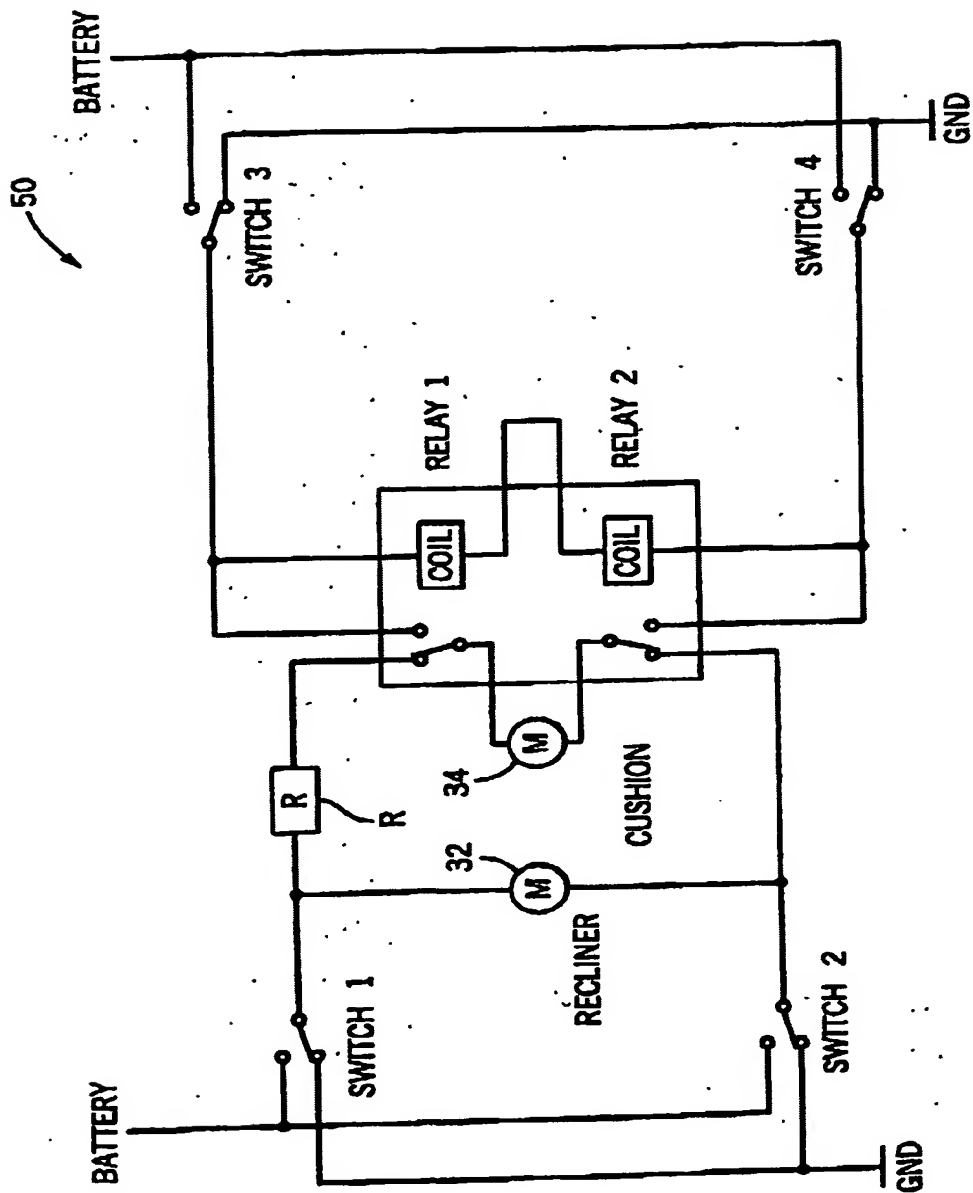 50
BATTERY
BATTERY
SWITCH 1
SWITCH 3
R
R
RELAY 1
COIL
32
34
M
M
RECLINER
CUSHION
COIL
RELAY 2
SWITCH 2
SWITCH 4
GND
GND